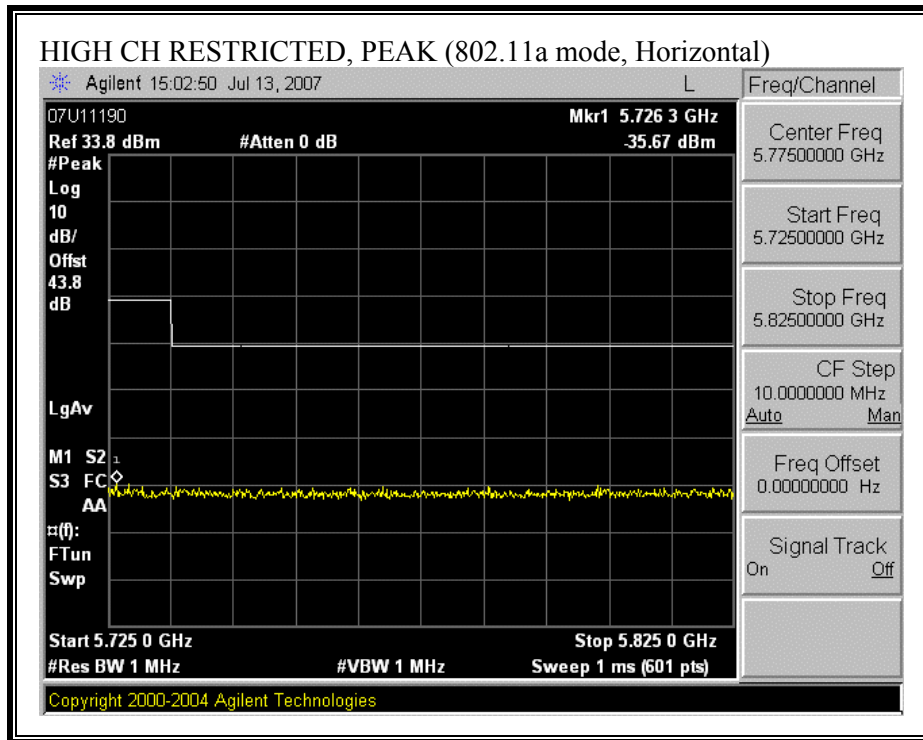 HIGH CH RESTRICTED, PEAK (802.11a mode, Horizontal)
Agilent 15:02:50 Jul 13, 2007 L
Freq/Channel
07U11190 Mkr1 5.726 3 GHz
Ref 33.8 dBm #Atten 0 dB -35.67 dBm
#Peak
Log
10
dB/
Offst
43.8
dB
LgAv
M1 S2
S3 FC
AA
¤(f):
FTun
Swp
1
Start 5.725 0 GHz Stop 5.825 0 GHz
#Res BW 1 MHz #VBW 1 MHz Sweep 1 ms (601 pts)
Center Freq
5.77500000 GHz
Start Freq
5.72500000 GHz
Stop Freq
5.82500000 GHz
CF Step
10.0000000 MHz
Auto Man
Freq Offset
0.00000000 Hz
Signal Track
On Off
Copyright 2000-2004 Agilent Technologies